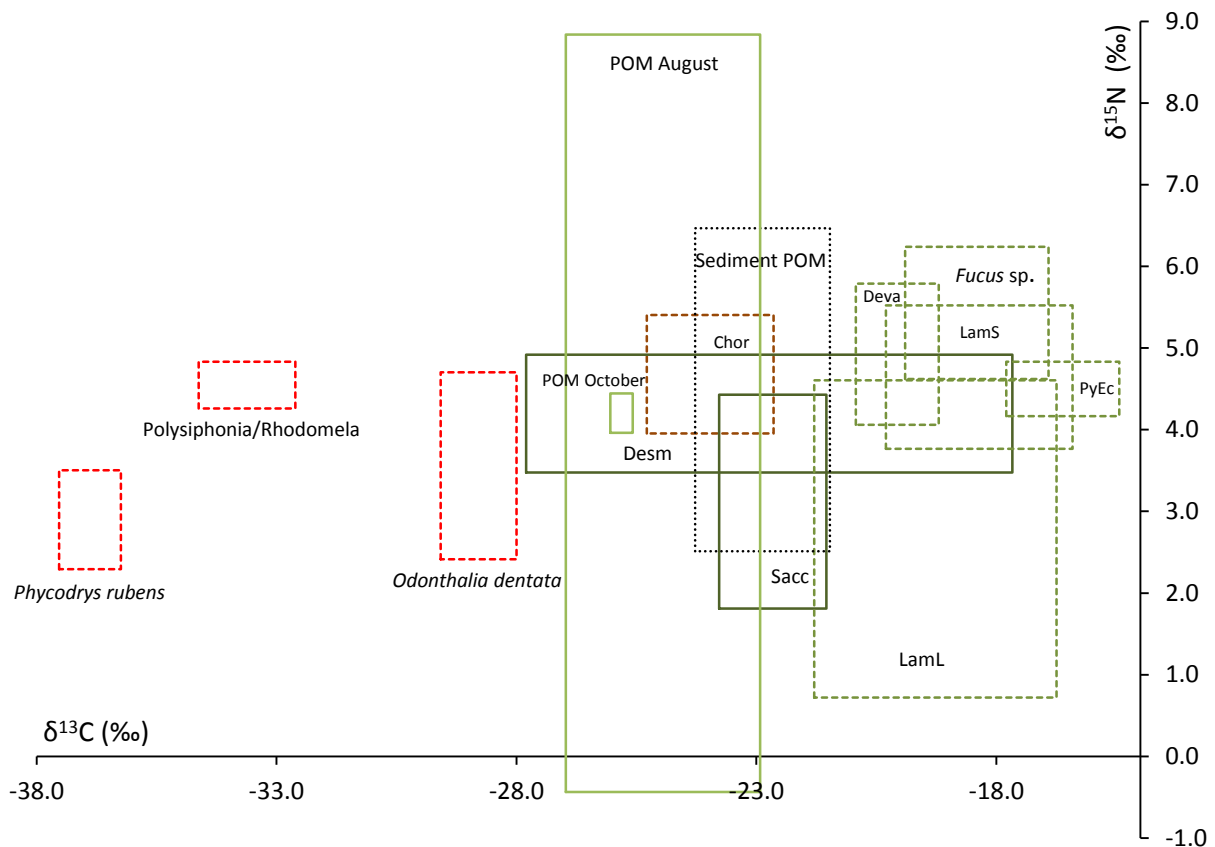 9.0
POM August
δ15N (‰)
8.0
7.0
6.0
Sediment POM
Fucus sp.
Deva
LamS
Chor
5.0
POM October
PyEc
Polysiphonia/Rhodomela
Desm
4.0
3.0
Phycodrys rubens
Odonthalia dentata
Sacc
2.0
LamL
1.0
δ13C (‰)
0.0
-38.0 -33.0 -28.0 -23.0 -18.0
-1.0